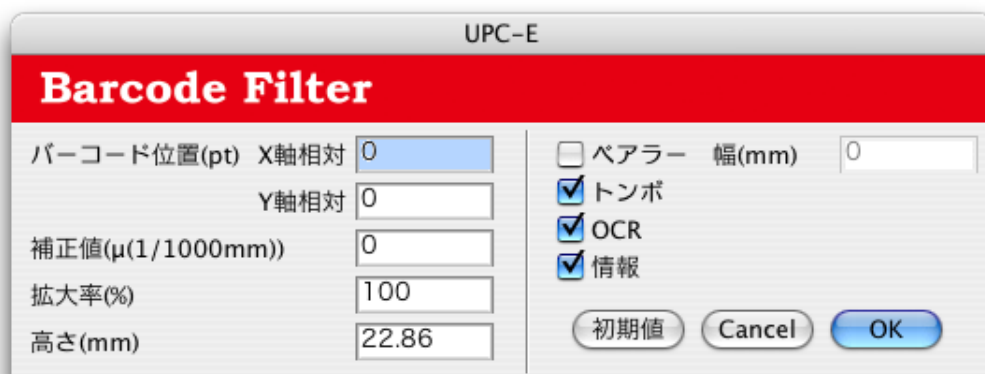 UPC-E
Barcode Filter
バーコード位置(pt) X軸相対 0
Y軸相対 0
補正値(μ(1/1000mm)) 0
拡大率(%) 100
高さ(mm) 22.86
ベアラー 幅(mm) 0
トンボ
OCR
情報
初期値 Cancel OK